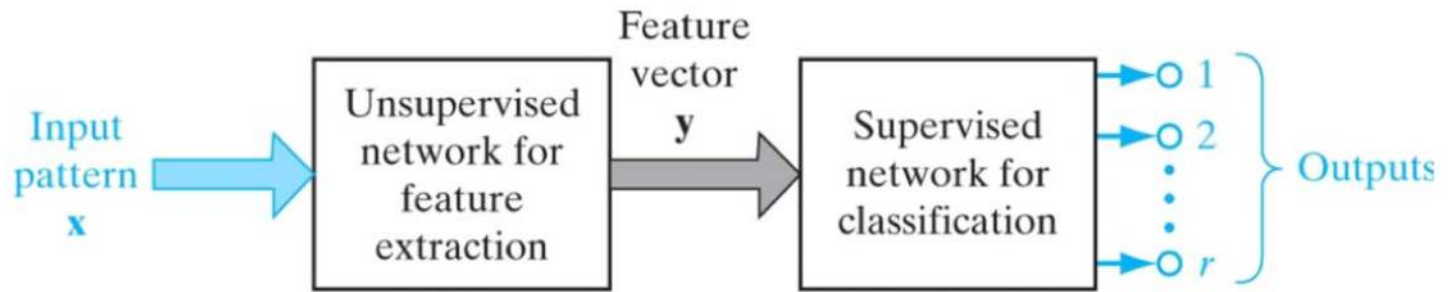 Input
pattern
x
Unsupervised
network for
feature
extraction
Feature
vector
y
Supervised
network for
classification
1
2
r
Outputs